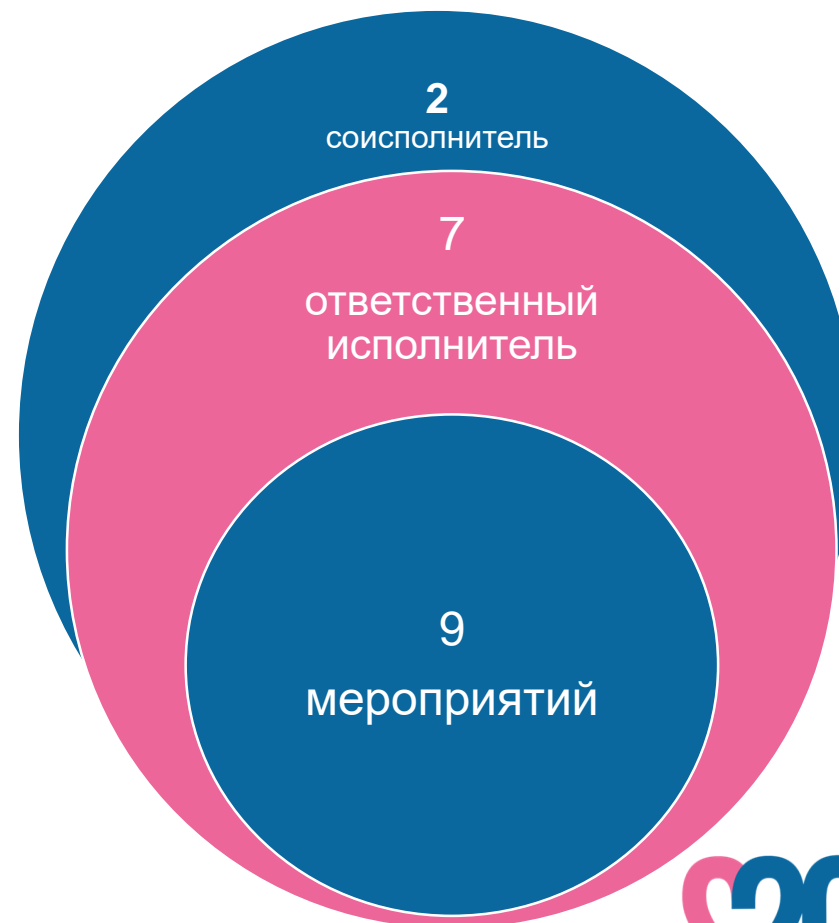 2
соисполнитель
7
ответственный
исполнитель
9
мероприятий